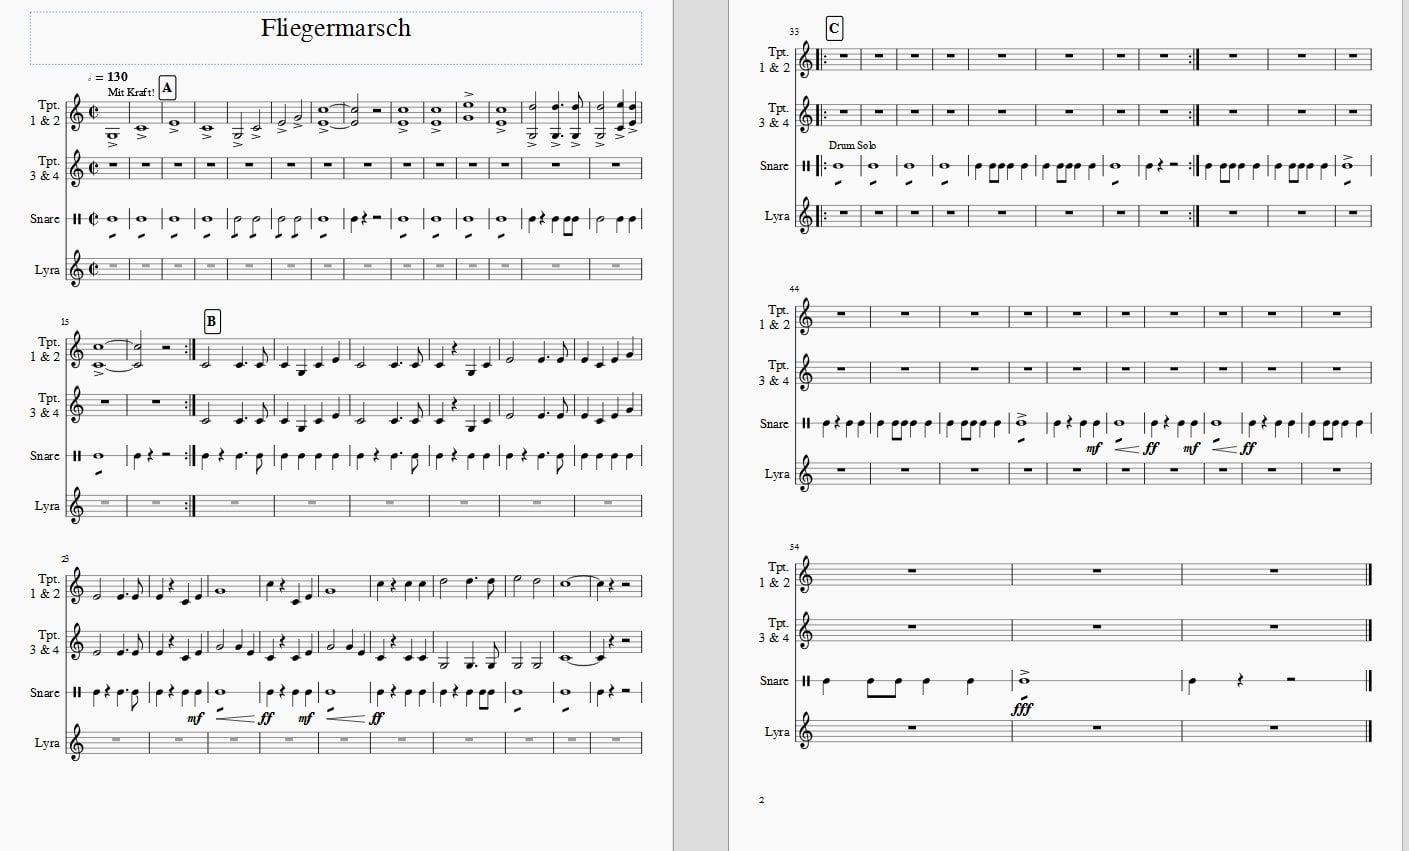 Fliegermarsch
𝅗𝅥 = 130
Mit Kraft!
A
Tpt.
1 & 2
Tpt.
3 & 4
Snare
Lyra
15
B
Tpt.
1 & 2
Tpt.
3 & 4
Snare
Lyra
23
Tpt.
1 & 2
Tpt.
3 & 4
Snare
mf ff mf ff
Lyra
33
C
Tpt.
1 & 2
Tpt.
3 & 4
Drum Solo
Snare
Lyra
44
Tpt.
1 & 2
Tpt.
3 & 4
Snare
mf ff mf ff
Lyra
54
Tpt.
1 & 2
Tpt.
3 & 4
Snare
fff
Lyra
2